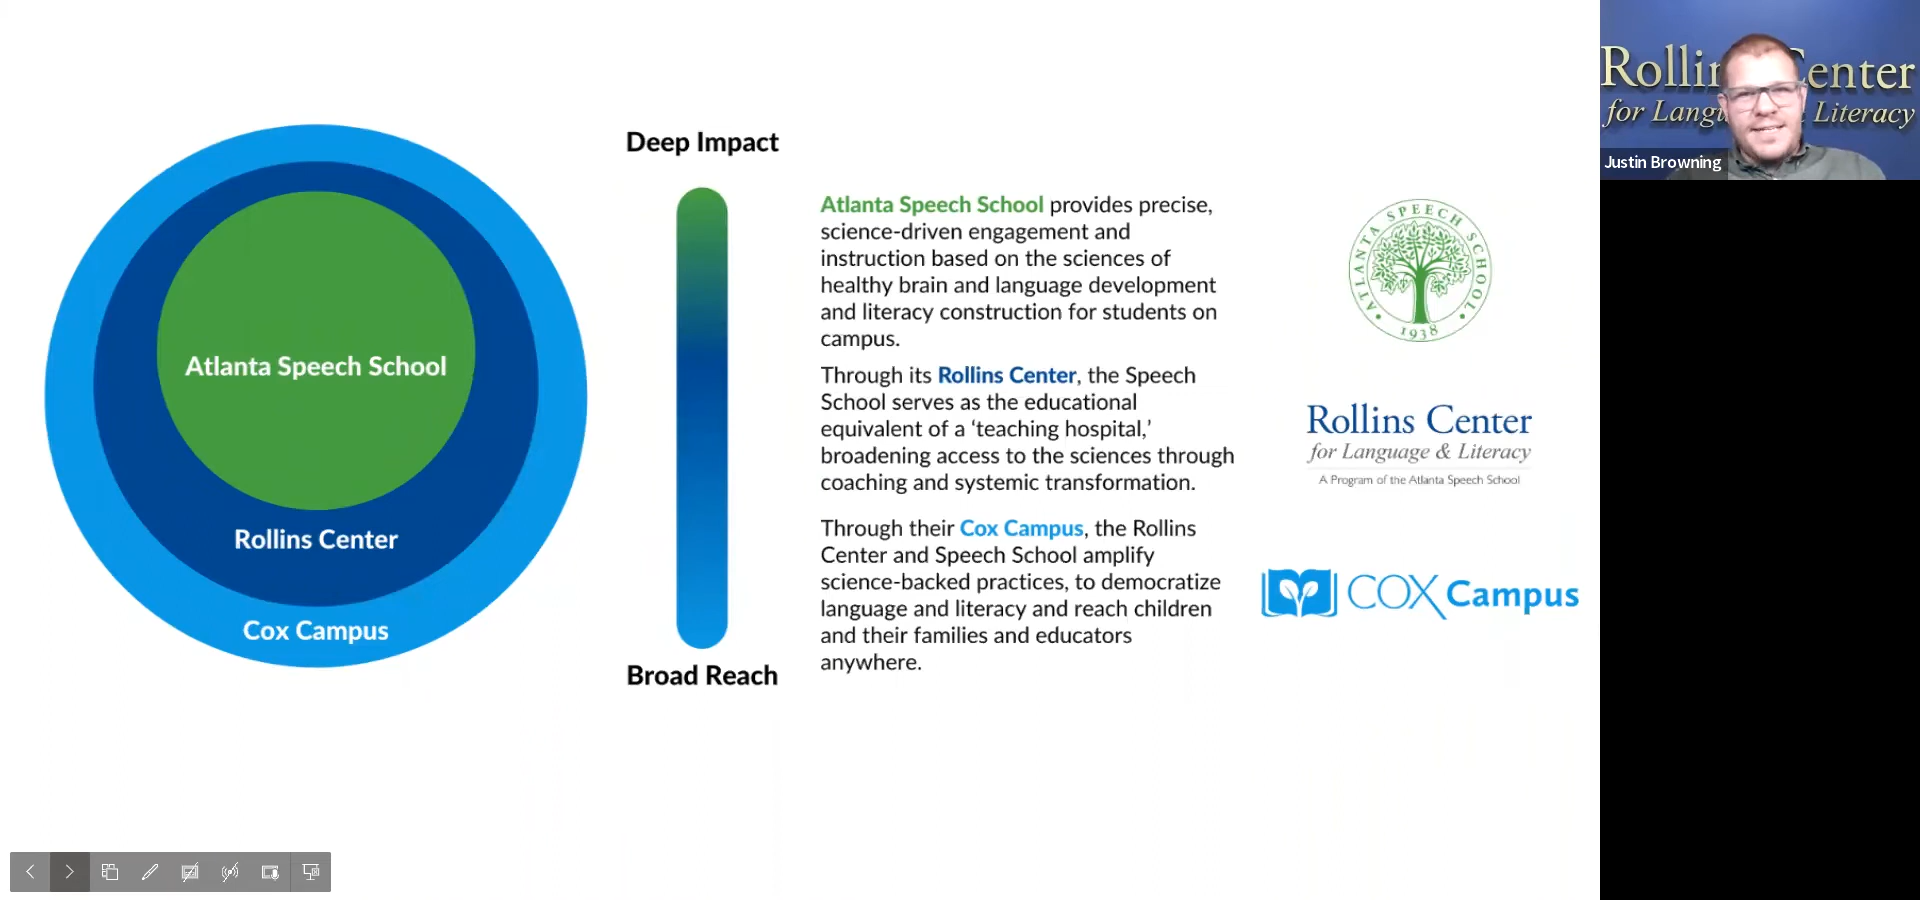 Atlanta Speech School
Rollins Center
Cox Campus
Deep Impact
Broad Reach
Atlanta Speech School provides precise,
science-driven engagement and
instruction based on the sciences of
healthy brain and language development
and literacy construction for students on
campus.
Through its Rollins Center, the Speech
School serves as the educational
equivalent of a ‘teaching hospital,’
broadening access to the sciences through
coaching and systemic transformation.
Through their Cox Campus, the Rollins
Center and Speech School amplify
science-backed practices, to democratize
language and literacy and reach children
and their families and educators
anywhere.
ATLANTA SPEECH SCHOOL
1938
Rollins Center
for Language & Literacy
A Program of the Atlanta Speech School
COX Campus
Rollin Center
for Langu & Literacy
Justin Browning